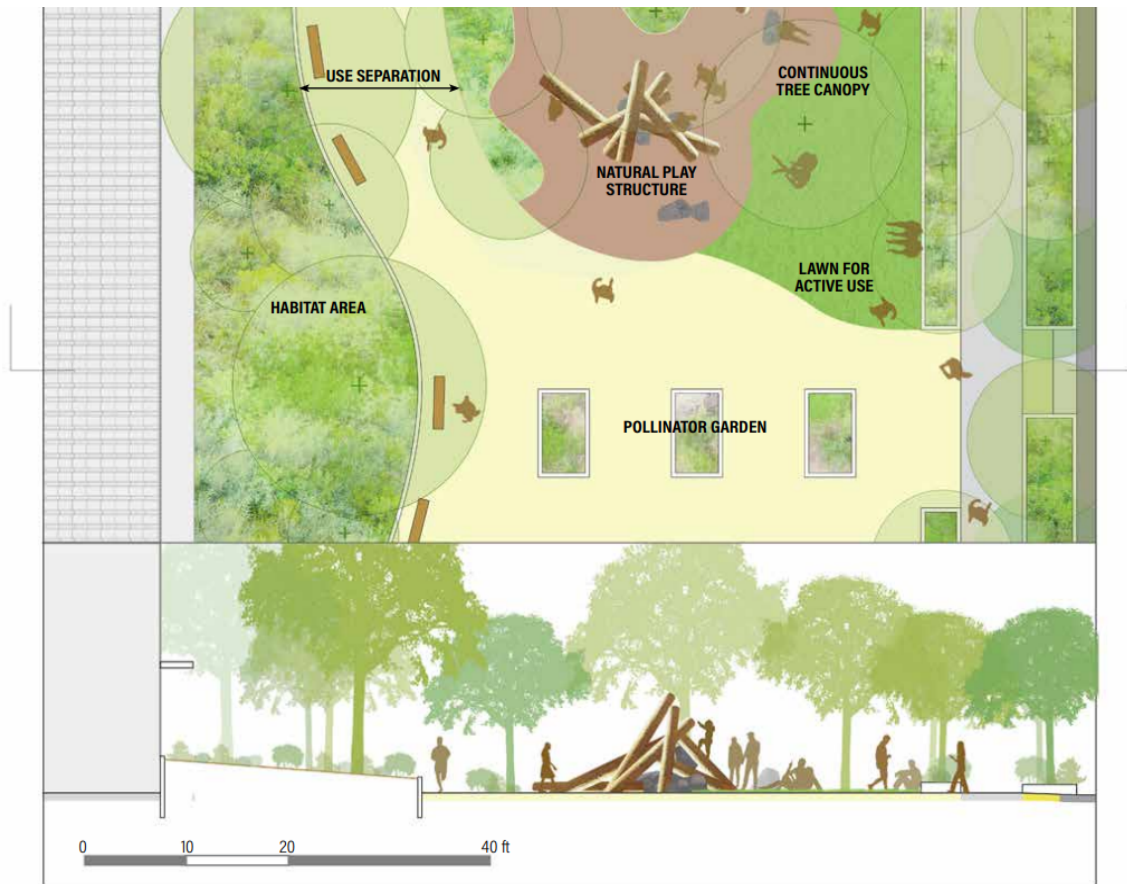 USE SEPARATION
CONTINUOUS
TREE CANOPY
NATURAL PLAY
STRUCTURE
LAWN FOR
ACTIVE USE
HABITAT AREA
POLLINATOR GARDEN
0 10 20 40 ft